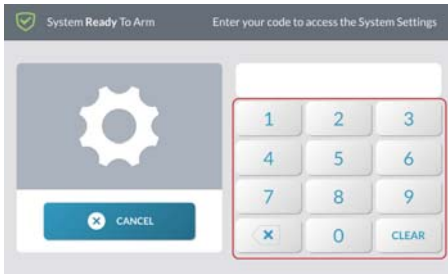 System Ready To Arm
Enter your code to access the System Settings
1 2 3
4 5 6
7 8 9
0 CLEAR
CANCEL